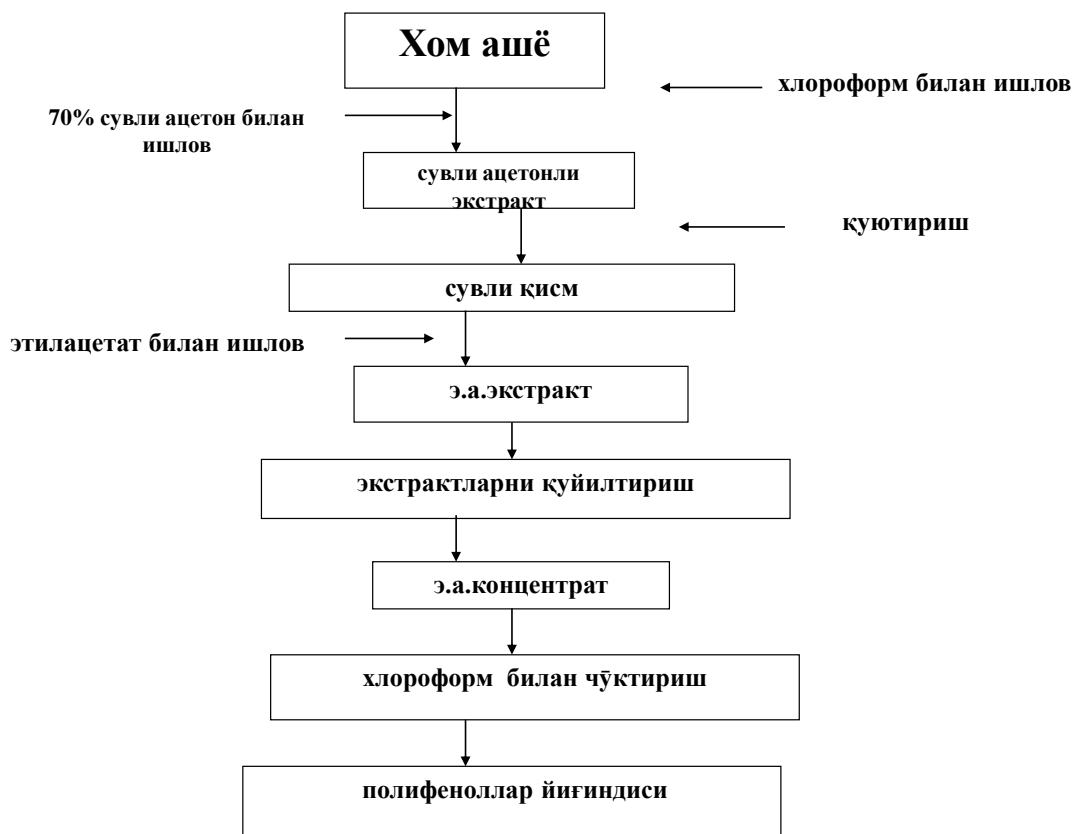 Хом ашё
хлороформ билан ишлов
70% сувли ацетон билан
ишлов
сувли ацетонли
экстракт
қуютириш
сувли қисм
этилацетат билан ишлов
э.а.экстракт
экстрактларни қуйилтириш
э.а.концентрат
хлороформ билан чӯктириш
полифеноллар йиғиндиси